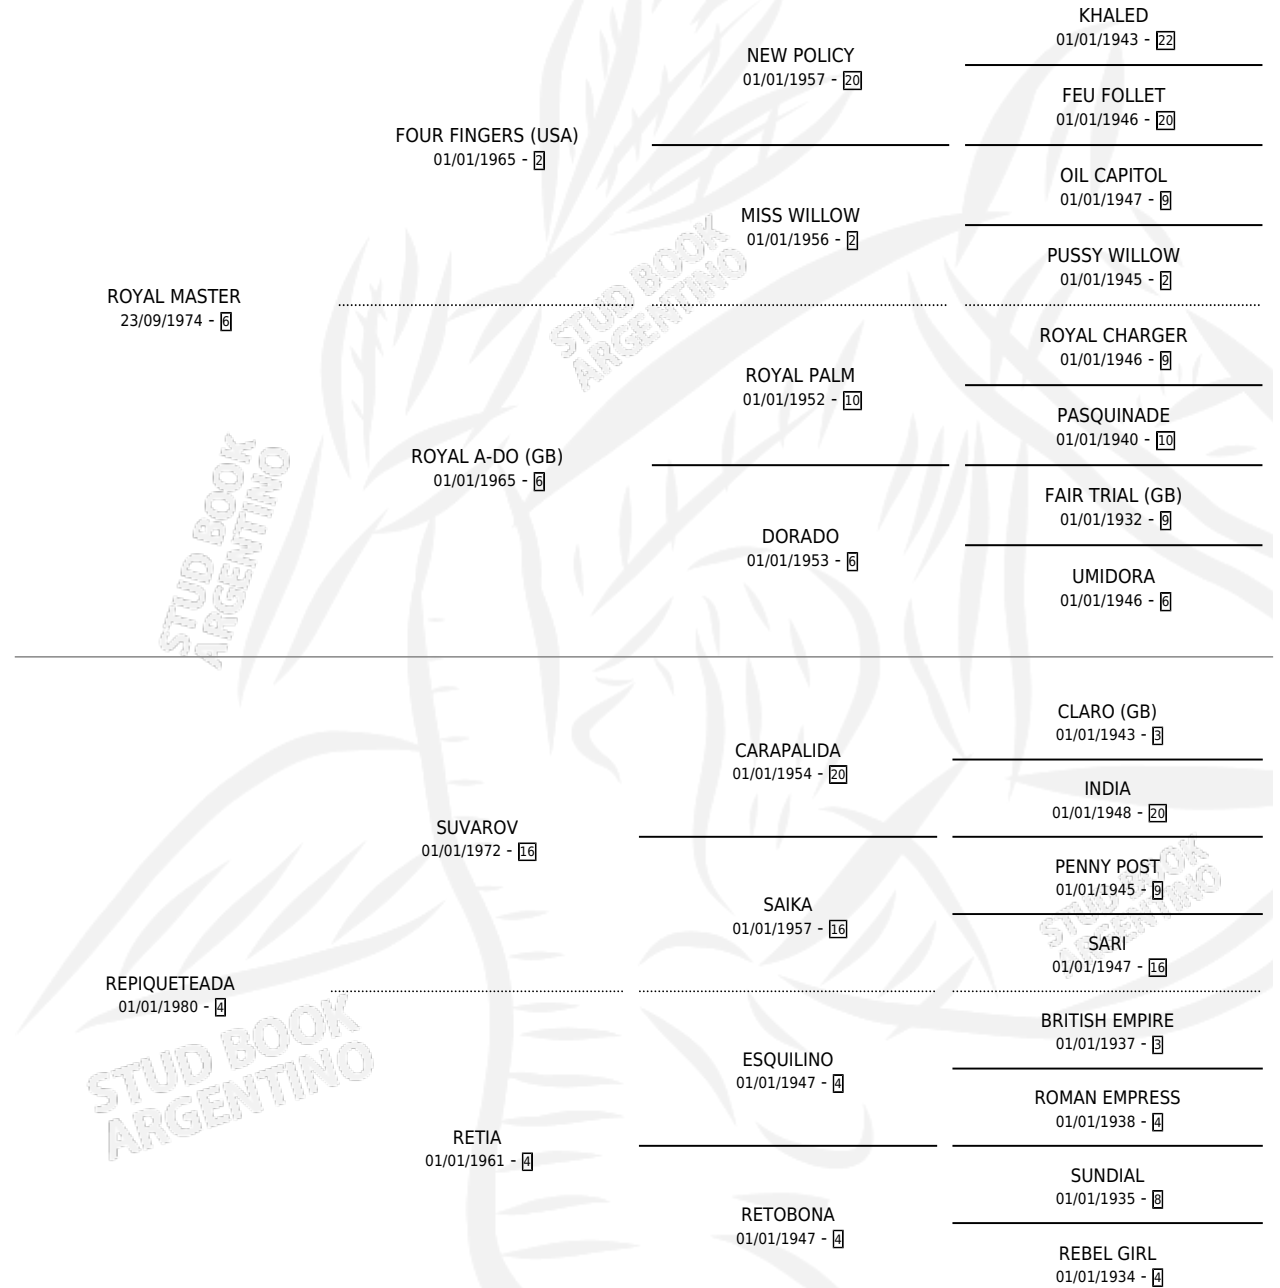 KHALED
01/01/1943 - 22
NEW POLICY
01/01/1957 - 20
FEU FOLLET
01/01/1946 - 20
FOUR FINGERS (USA)
01/01/1965 - 2
OIL CAPITOL
01/01/1947 - 9
MISS WILLOW
01/01/1956 - 2
PUSSY WILLOW
01/01/1945 - 2
ROYAL MASTER
23/09/1974 - 6
STUD BOOK
ARGENTINO
ROYAL CHARGER
01/01/1946 - 9
ROYAL PALM
01/01/1952 - 10
PASQUINADE
01/01/1940 - 10
ROYAL A-DO (GB)
01/01/1965 - 6
FAIR TRIAL (GB)
01/01/1932 - 9
DORADO
01/01/1953 - 6
UMIDORA
01/01/1946 - 6
STUD BOOK
ARGENTINO
CLARO (GB)
01/01/1943 - 3
CARAPALIDA
01/01/1954 - 20
INDIA
01/01/1948 - 20
SUVAROV
01/01/1972 - 16
PENNY POST
01/01/1945 - 9
SAIKA
01/01/1957 - 16
SARI
01/01/1947 - 16
STUD BOOK
ARGENTINO
REPIQUETEADA
01/01/1980 - 4
BRITISH EMPIRE
01/01/1937 - 3
ESQUILINO
01/01/1947 - 4
ROMAN EMPRESS
01/01/1938 - 4
STUD BOOK
ARGENTINO
RETIA
01/01/1961 - 4
SUNDIAL
01/01/1935 - 8
RETOBONA
01/01/1947 - 4
REBEL GIRL
01/01/1934 - 4